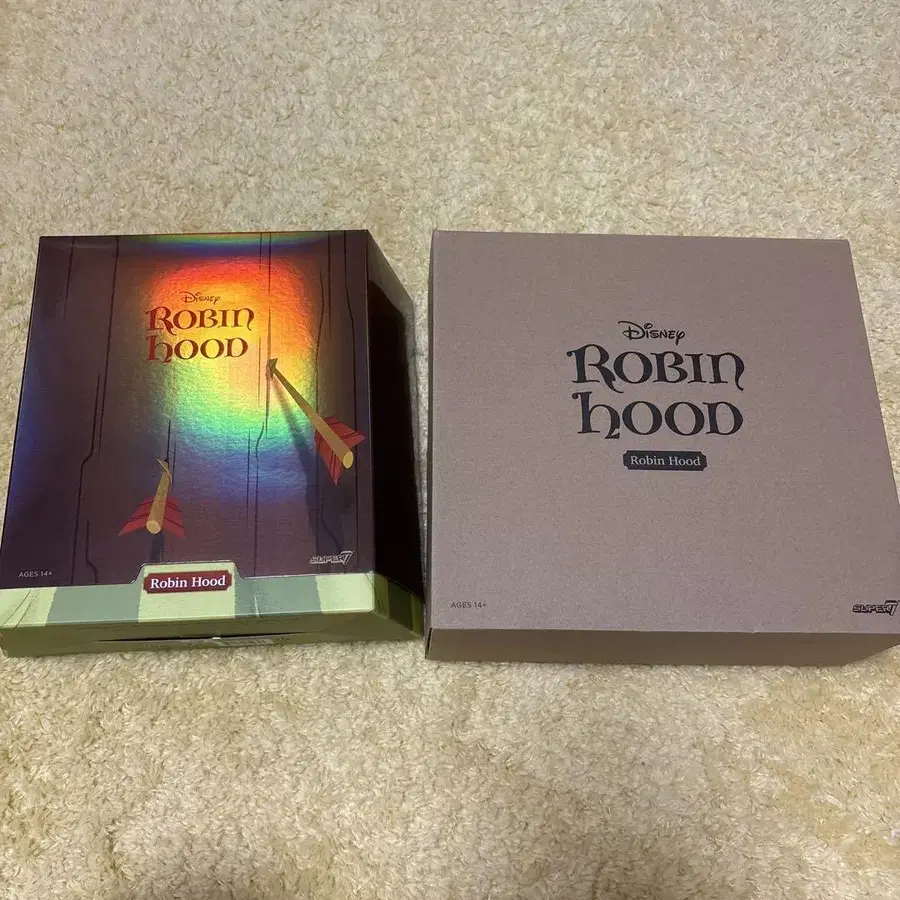 Disney
ROBIN
hOOD
AGES 14+
SUPER7
Robin Hood
Disney
ROBIN
hOOD
Robin Hood
AGES 14+
SUPER7